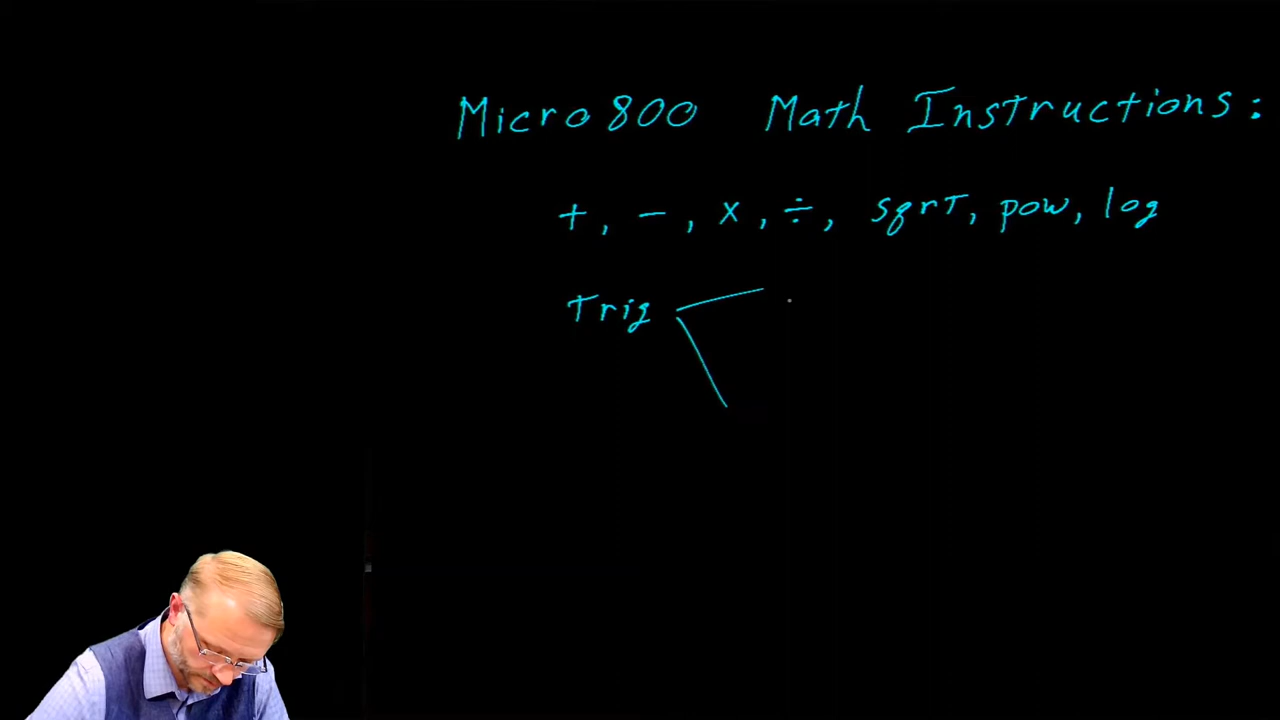 Micro800 Math Instructions:
+, -, x, ÷, sqrT, pow, log
Trig